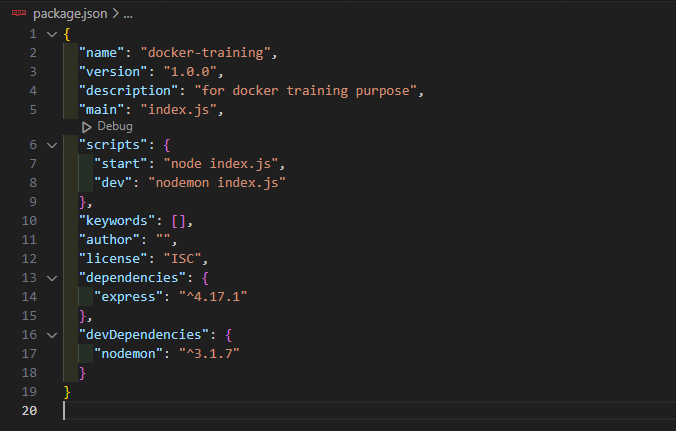 package.json > ...
1 {
2 "name": "docker-training",
3 "version": "1.0.0",
4 "description": "for docker training purpose",
5 "main": "index.js",
Debug
6 "scripts": {
7 "start": "node index.js",
8 "dev": "nodemon index.js"
9 },
10 "keywords": [],
11 "author": "",
12 "license": "ISC",
13 "dependencies": {
14 "express": "^4.17.1"
15 },
16 "devDependencies": {
17 "nodemon": "^3.1.7"
18 }
19 }
20